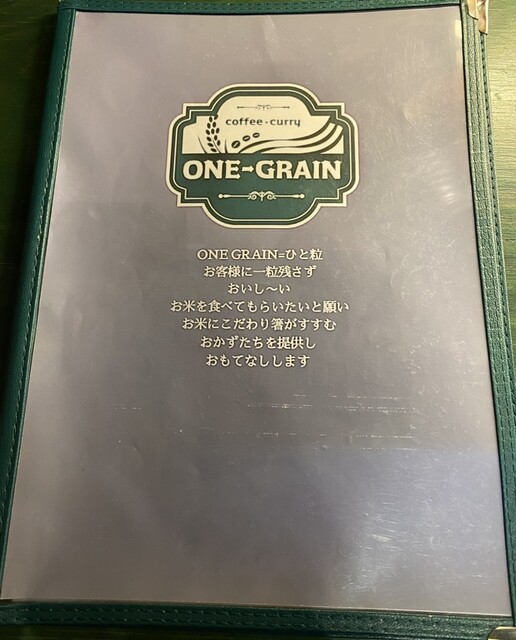 coffee・curry
ONE➡GRAIN
ONE GRAIN=ひと粒
お客様に一粒残さず
おいし〜い
お米を食べてもらいたいと願い
お米にこだわり箸がすすむ
おかずたちを提供し
おもてなしします